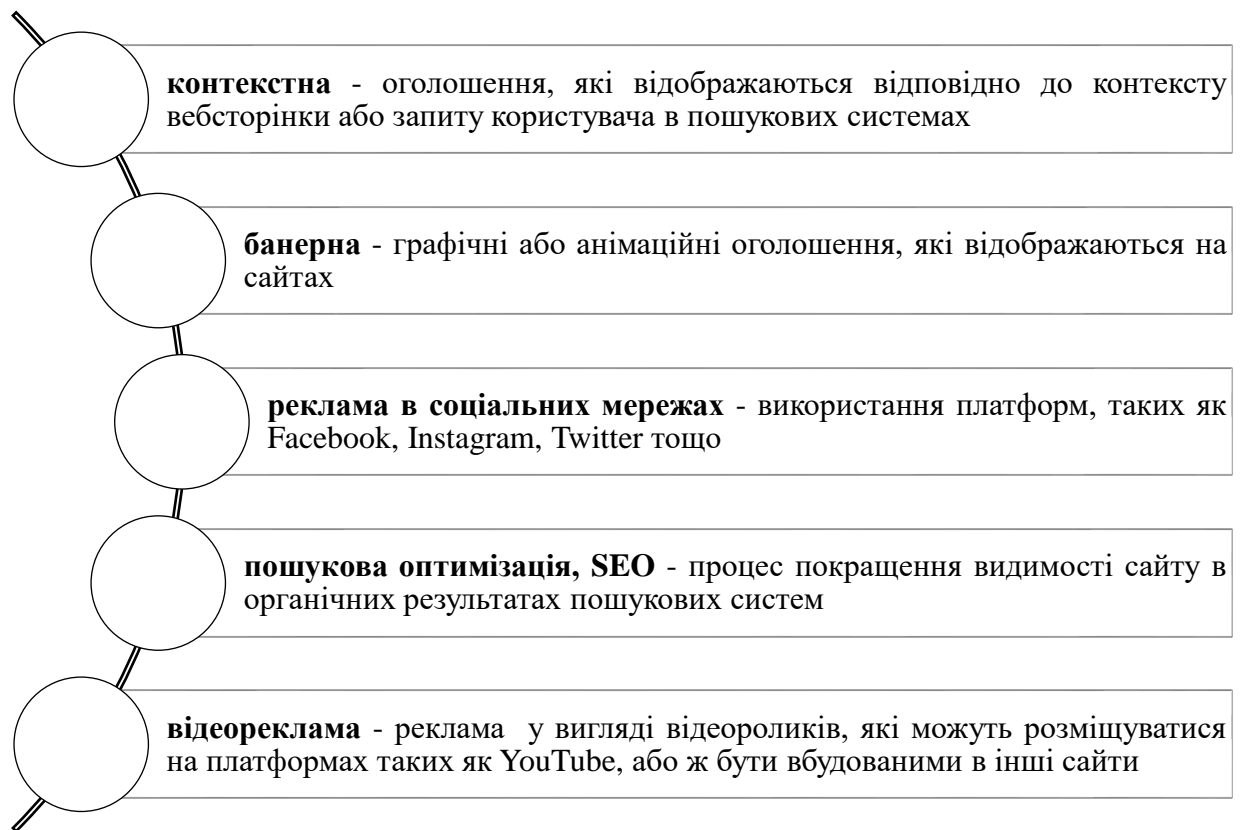 контекстна - оголошення, які відображаються відповідно до контексту
вебсторінки або запиту користувача в пошукових системах
банерна - графічні або анімаційні оголошення, які відображаються на
сайтах
реклама в соціальних мережах - використання платформ, таких як
Facebook, Instagram, Twitter тощо
пошукова оптимізація, SEO - процес покращення видимості сайту в
органічних результатах пошукових систем
відеореклама - реклама у вигляді відеороликів, які можуть розміщуватися
на платформах таких як YouTube, або ж бути вбудованими в інші сайти